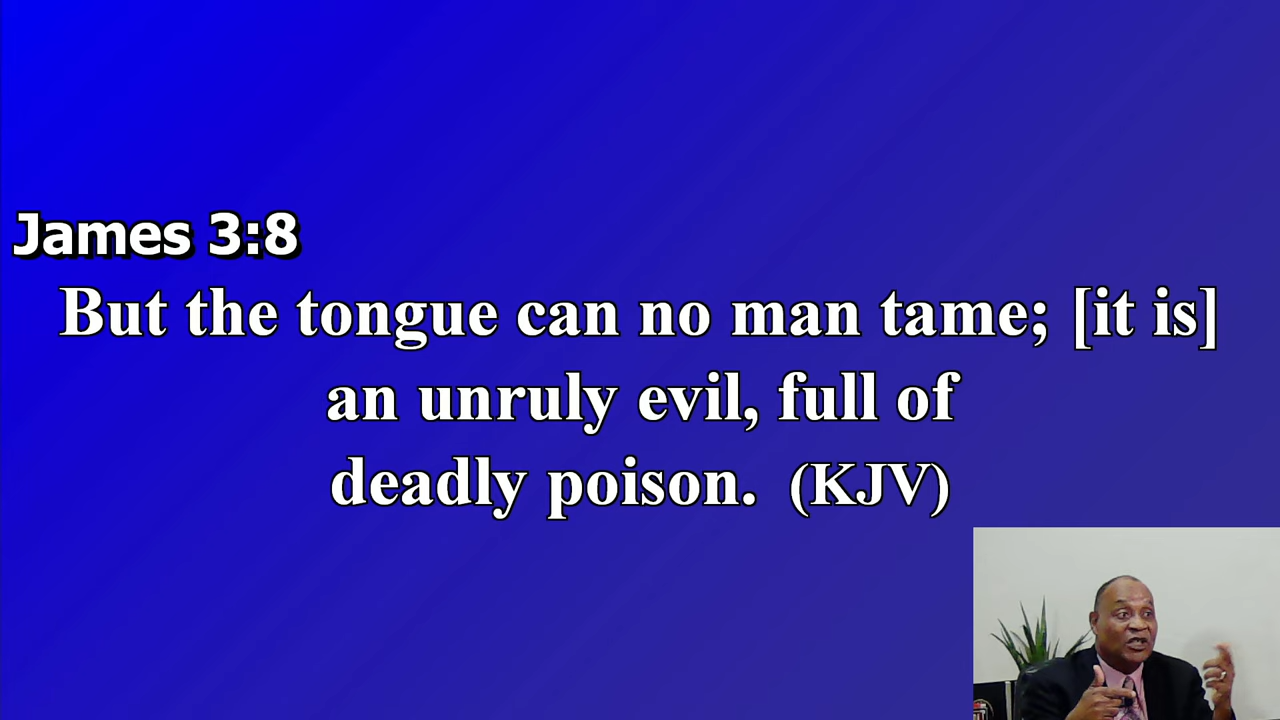 James 3:8
But the tongue can no man tame; [it is]
an unruly evil, full of
deadly poison. (KJV)